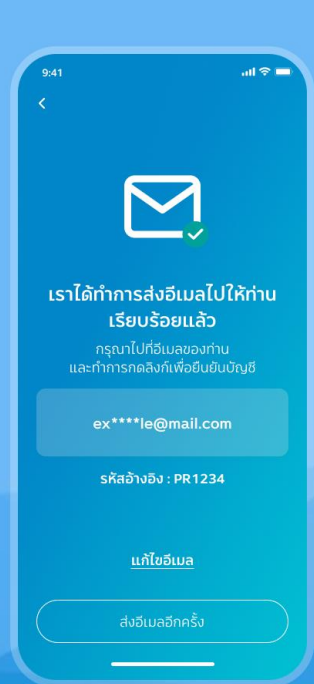 9:41
เราได้ทำการส่งอีเมลไปให้ท่าน
เรียบร้อยแล้ว
กรุณาไปที่อีเมลของท่าน
และทำการกดลิงก์เพื่อยืนยันบัญชี
ex****le@mail.com
รหัสอ้างอิง : PR1234
แก้ไขอีเมล
ส่งอีเมลอีกครั้ง